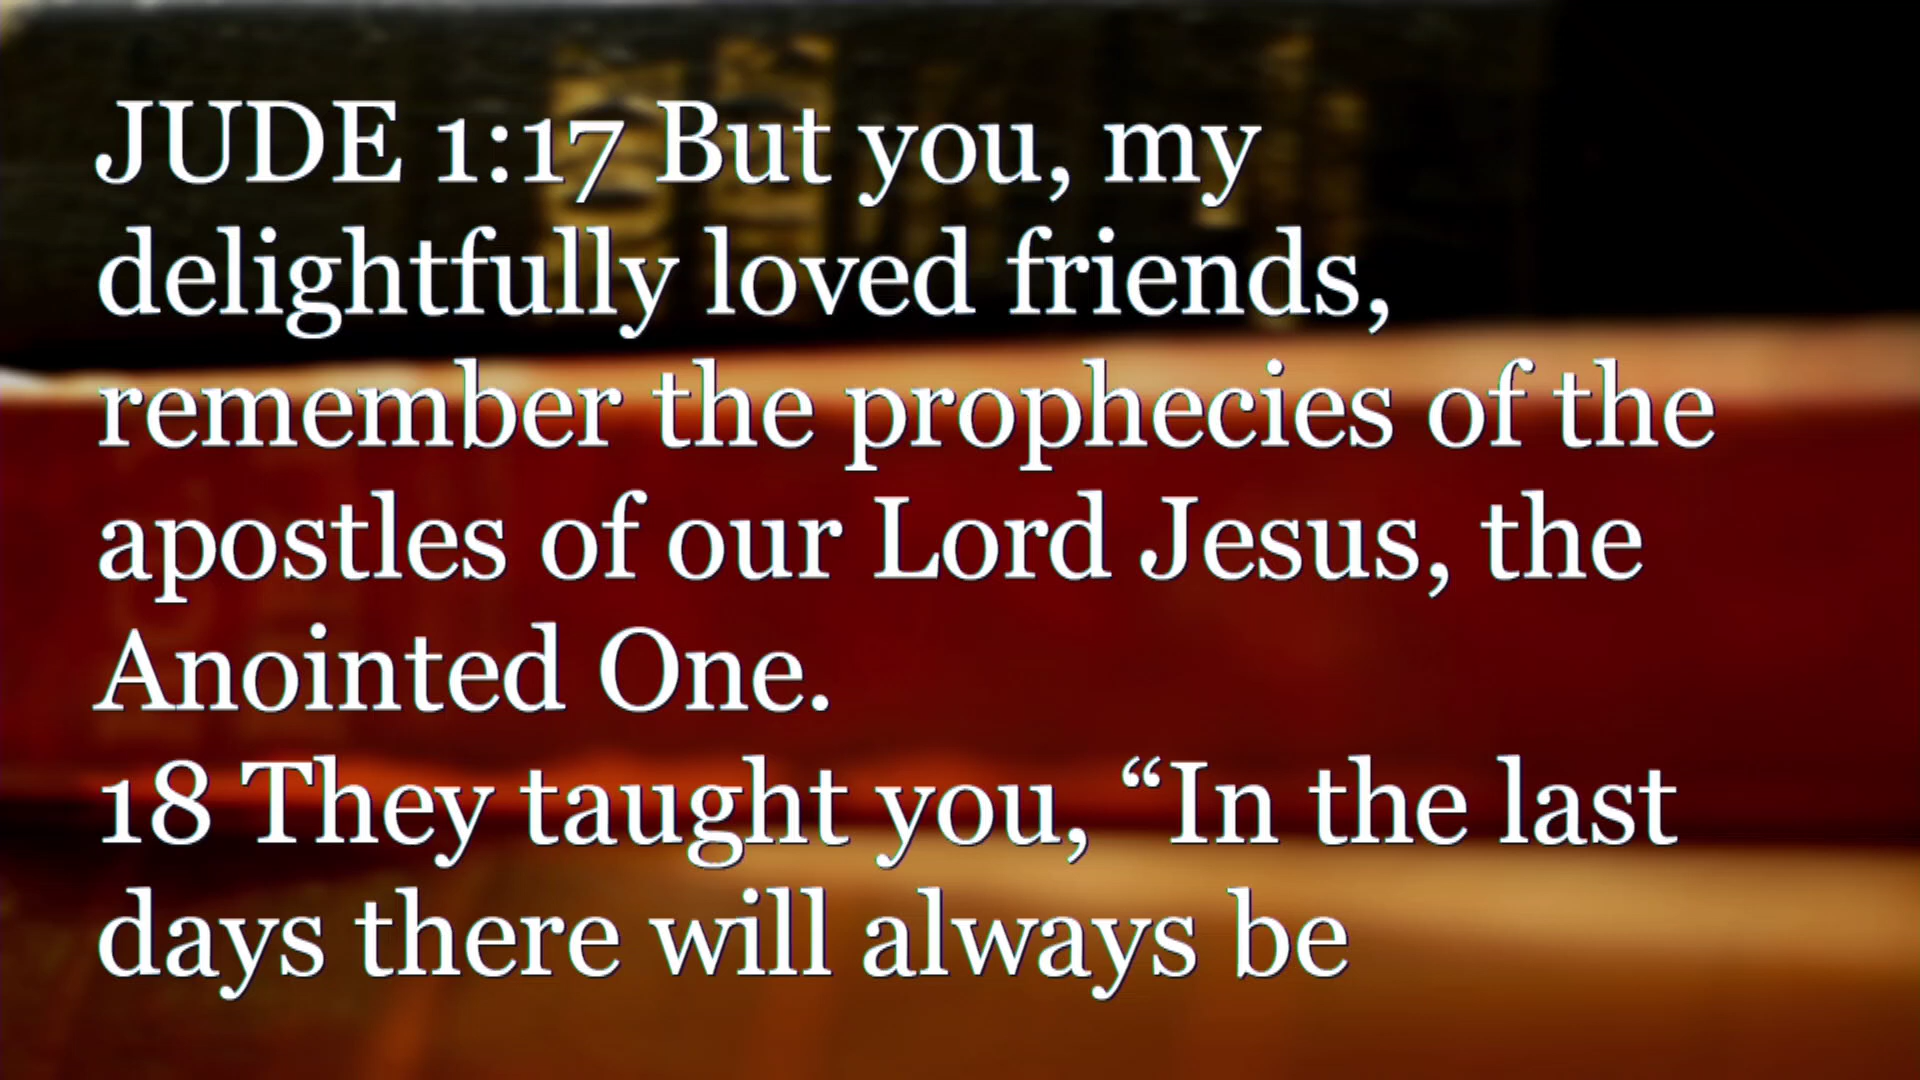 JUDE 1:17 But you, my
delightfully loved friends,
remember the prophecies of the
apostles of our Lord Jesus, the
Anointed One.
18 They taught you, “In the last
days there will always be